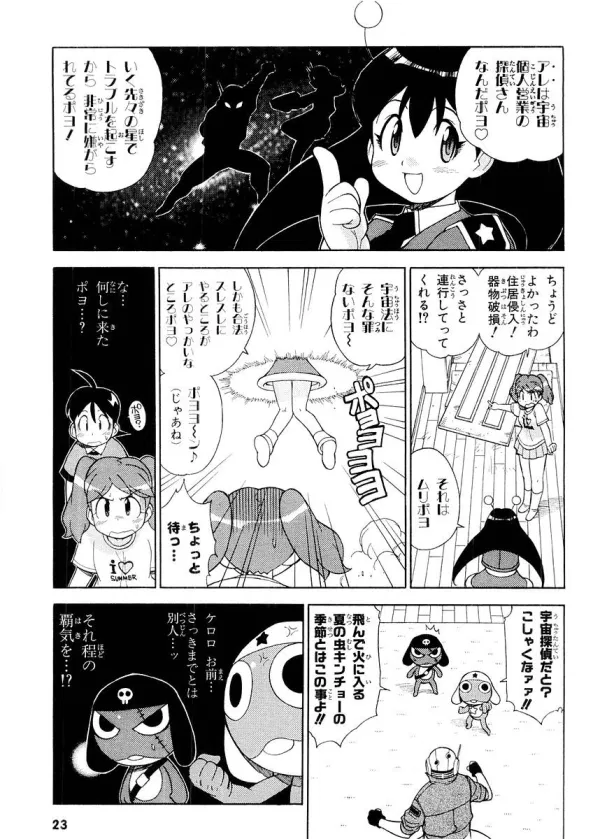 アレは宇宙
個人営業の
探偵さん
なんだポヨ♡
いく先々の星で
トラブルを起こす
から 非常に嫌がら
れてるポヨ!
ちょうど
よかったわ
住居侵入!
器物破損!
さっさと
連行してって
くれる!?
それは
ムリポヨ
宇宙法に
そんな罪
ないポヨ〜
しかも合法
スレスレに
やるところが
アレのやっかいな
ところポヨ♡
ポヨヨ〜ン♪
(じゃあね)
ポヨヨヨヨ
ちょっと
待っ…
な…
何しに来た
ポヨ…?
ポヨ?
i♡
SUMMER
宇宙探偵だと?
こしゃくなァァ!!
飛んで火に入る
夏の虫キンチョーの
季節とはこの事よ!!
ケロロ お前…
さっきまでとは
別人…ッ
それ程の
覇気を…!?
23